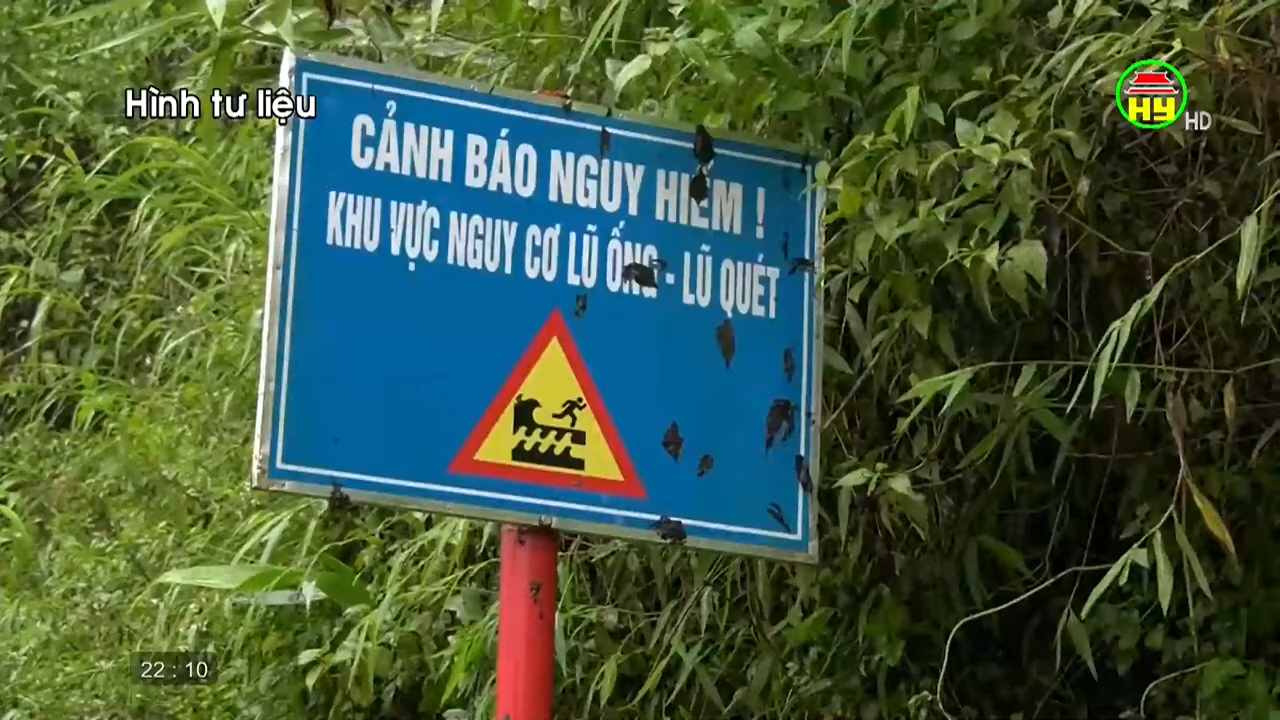 Hình tư liệu
HY HD
CẢNH BÁO NGUY HIỂM !
KHU VỰC NGUY CƠ LŨ ỐNG - LŨ QUÉT
22 : 10